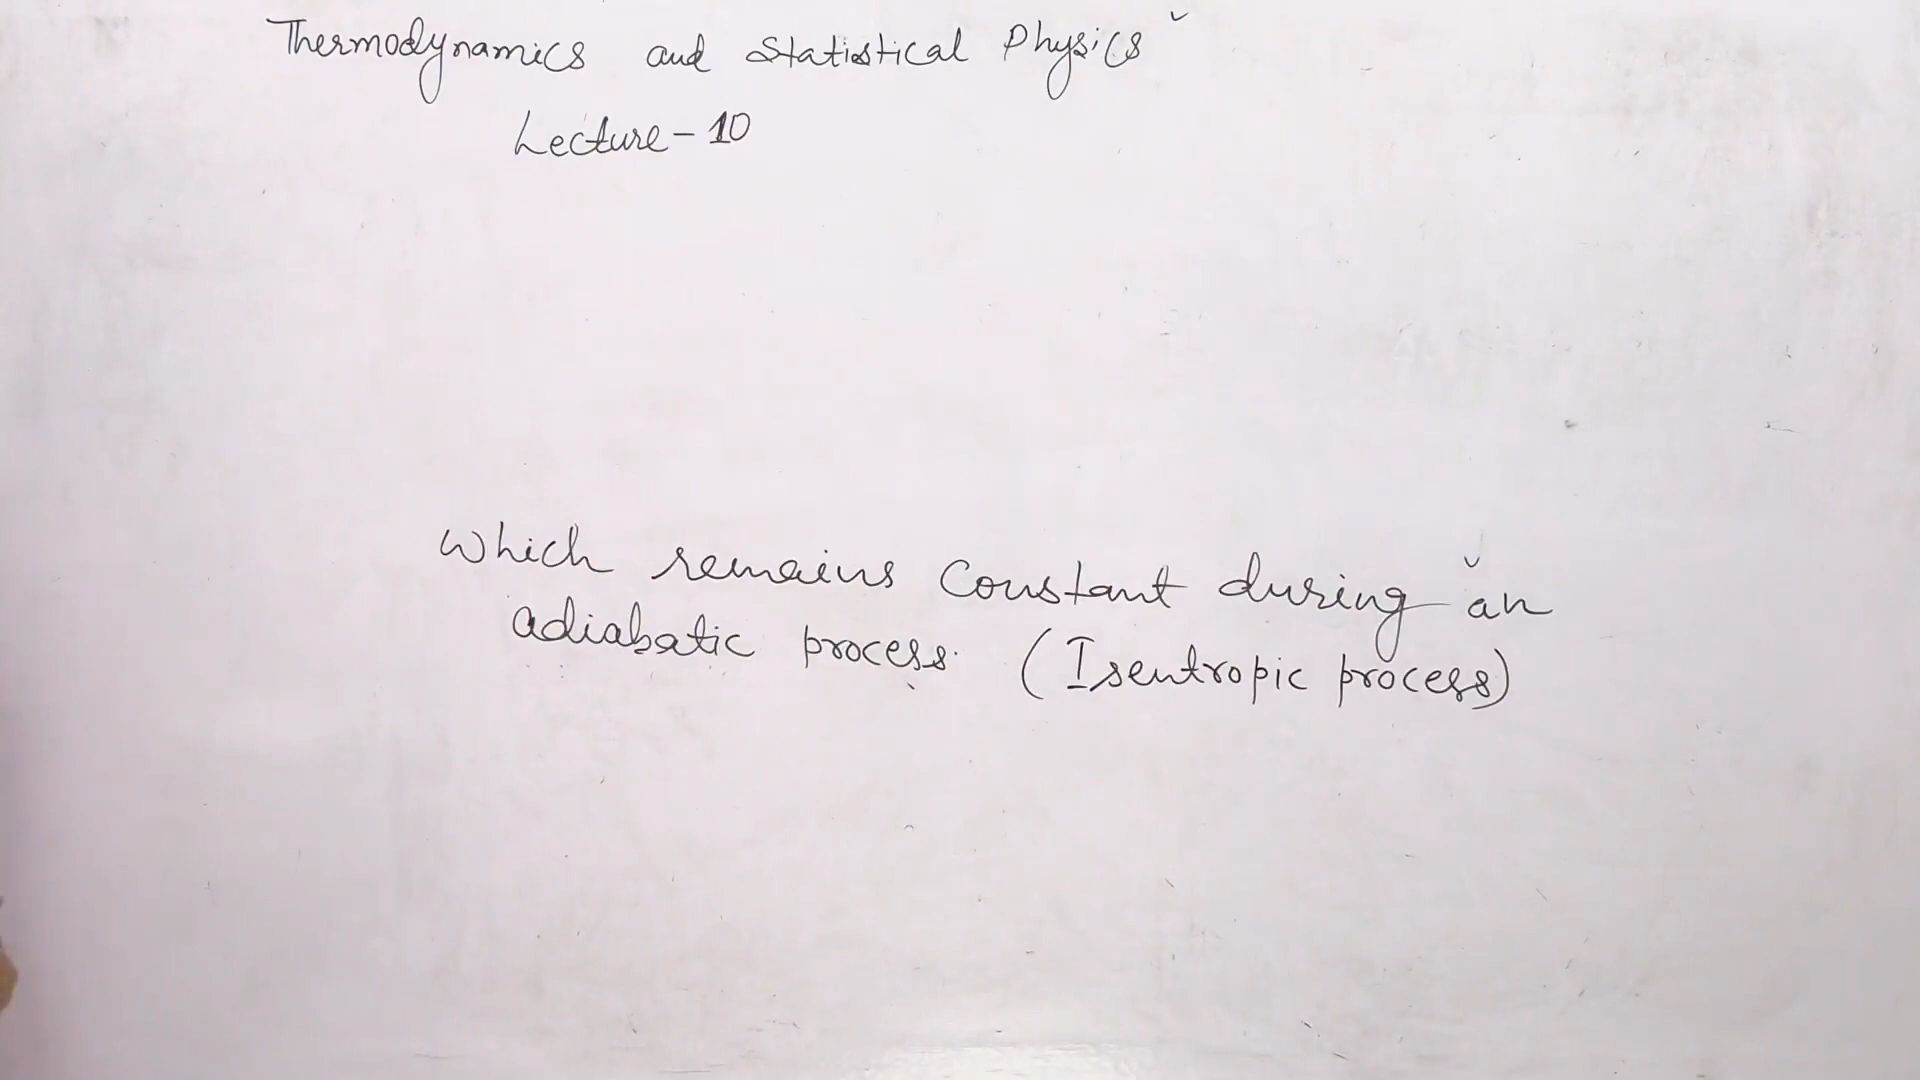 Thermodynamics and Statistical Physics
Lecture - 10
which remains constant during an
adiabatic process. (Isentropic process)